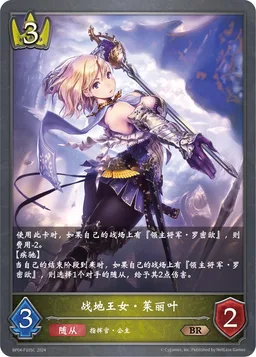 3
使用此卡时，如果自己的战场上有『领主将军·罗密欧』，则
费用-2。
【疾驰】
当自己的结束阶段到来时，如果自己的战场上有『领主将军·罗密
欧』，则选择1个对手的随从，给予其2点伤害。
战地王女·茱丽叶
3
随从
指挥官·公主
BR
2